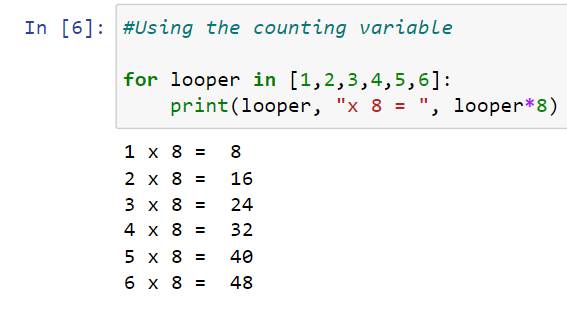 In [6]: #Using the counting variable
for looper in [1,2,3,4,5,6]:
    print(looper, "x 8 = ", looper*8)
1 x 8 =  8
2 x 8 =  16
3 x 8 =  24
4 x 8 =  32
5 x 8 =  40
6 x 8 =  48